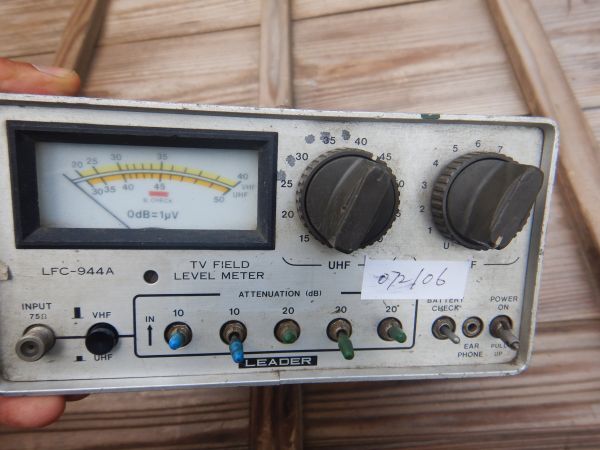 20 25 30 35 40 VHF
30 35 40 45 50 UHF
B. CHECK
0dB=1μV
LFC-944A
TV FIELD
LEVEL METER
15 20 25 30 35 40 45
UHF
U 1 4 5 6 7
F
072106
ATTENUATION (dB)
INPUT
75Ω
VHF
UHF
IN
10 10 20 20 20
LEADER
BATTERY
CHECK
EAR
PHONE
POWER
ON
PULL
UP